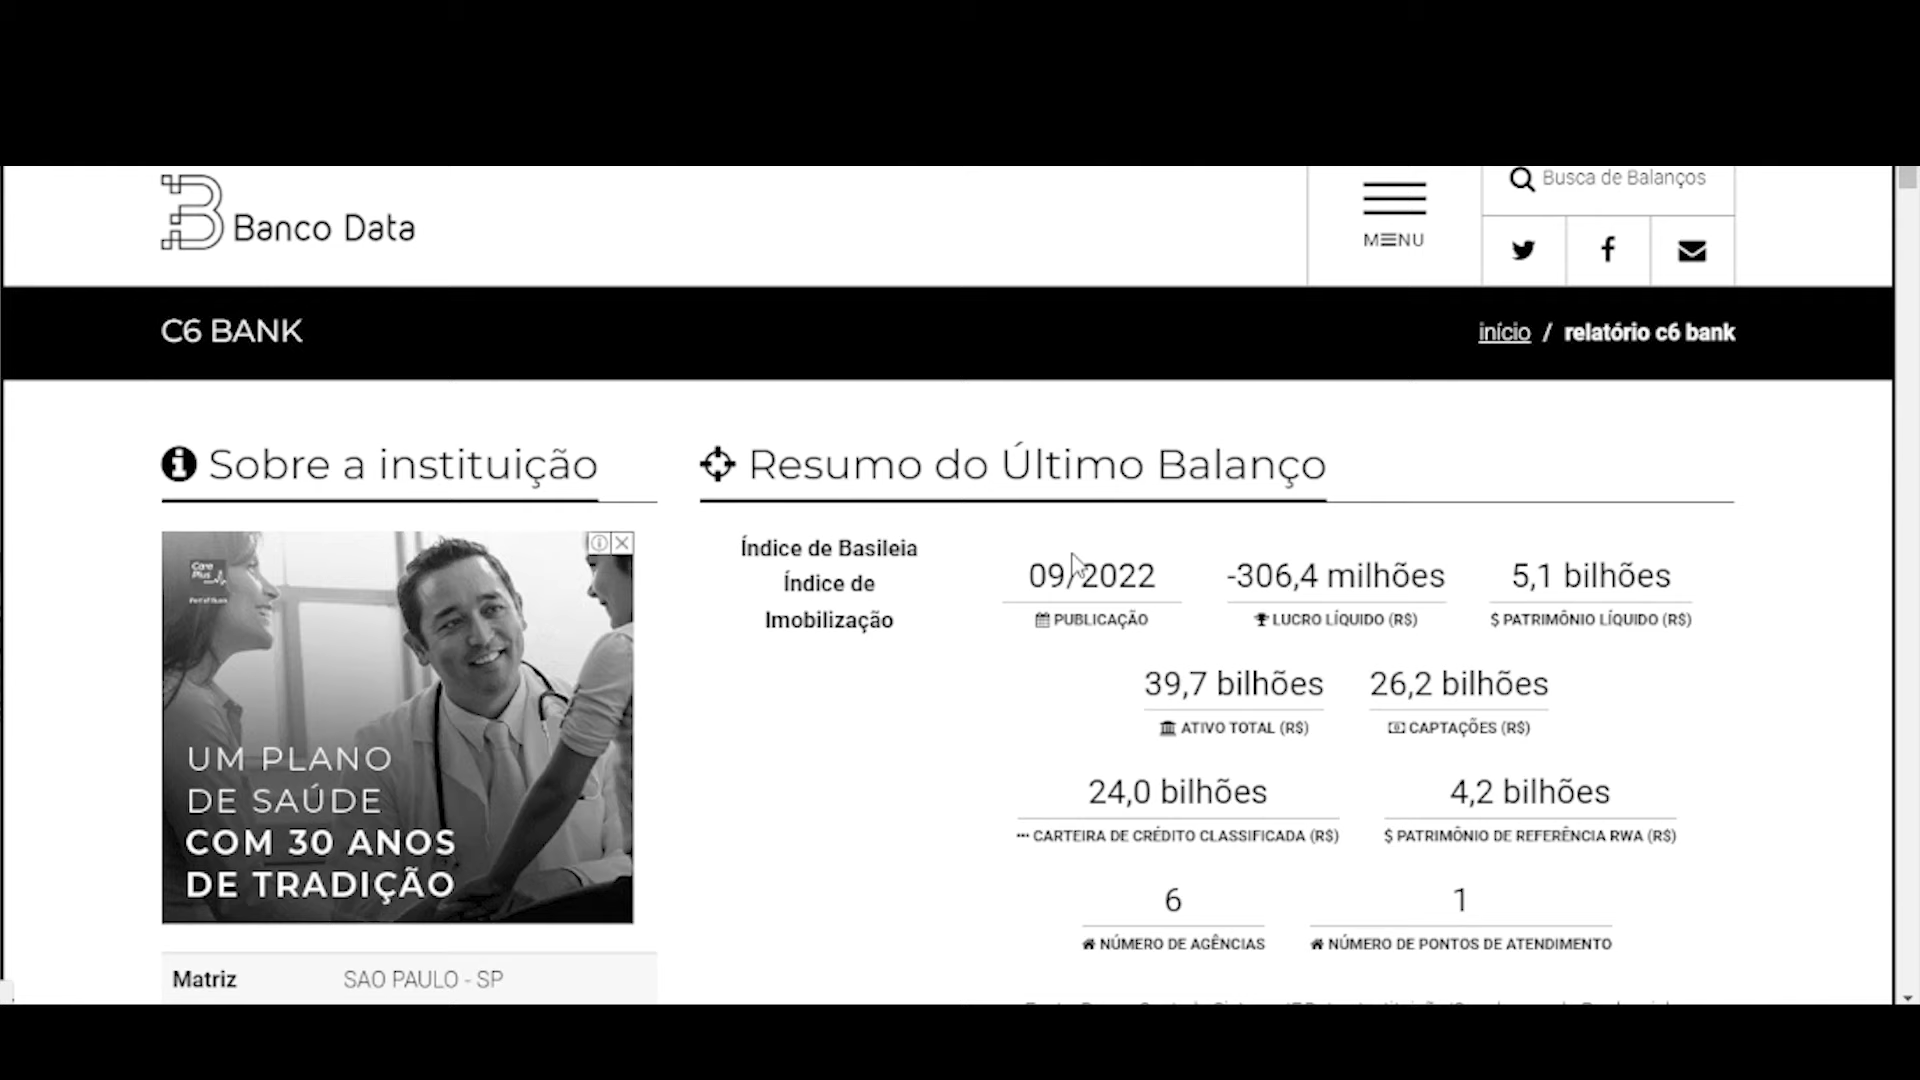 Banco Data
MENU
Busca de Balanços
C6 BANK
início / relatório c6 bank
Sobre a instituição
Care Plus
UM PLANO
DE SAÚDE
COM 30 ANOS
DE TRADIÇÃO
Matriz SAO PAULO - SP
Resumo do Último Balanço
Índice de Basileia
Índice de
Imobilização
09/2022 -306,4 milhões 5,1 bilhões
PUBLICAÇÃO LUCRO LÍQUIDO (R$) $ PATRIMÔNIO LÍQUIDO (R$)
39,7 bilhões 26,2 bilhões
ATIVO TOTAL (R$) CAPTAÇÕES (R$)
24,0 bilhões 4,2 bilhões
CARTEIRA DE CRÉDITO CLASSIFICADA (R$) $ PATRIMÔNIO DE REFERÊNCIA RWA (R$)
6 1
NÚMERO DE AGÊNCIAS NÚMERO DE PONTOS DE ATENDIMENTO